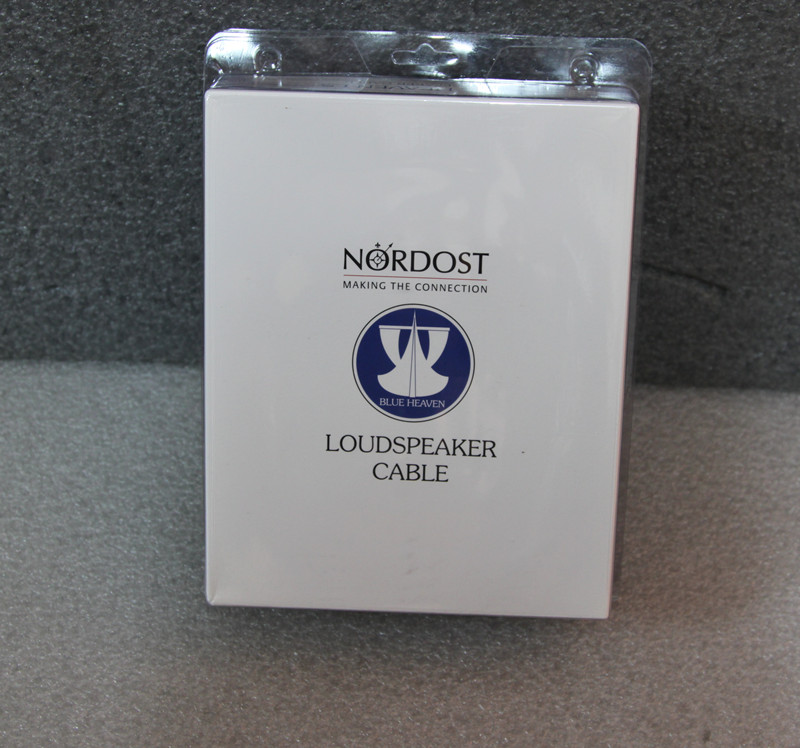 NORDOST
MAKING THE CONNECTION
BLUE HEAVEN
LOUDSPEAKER
CABLE